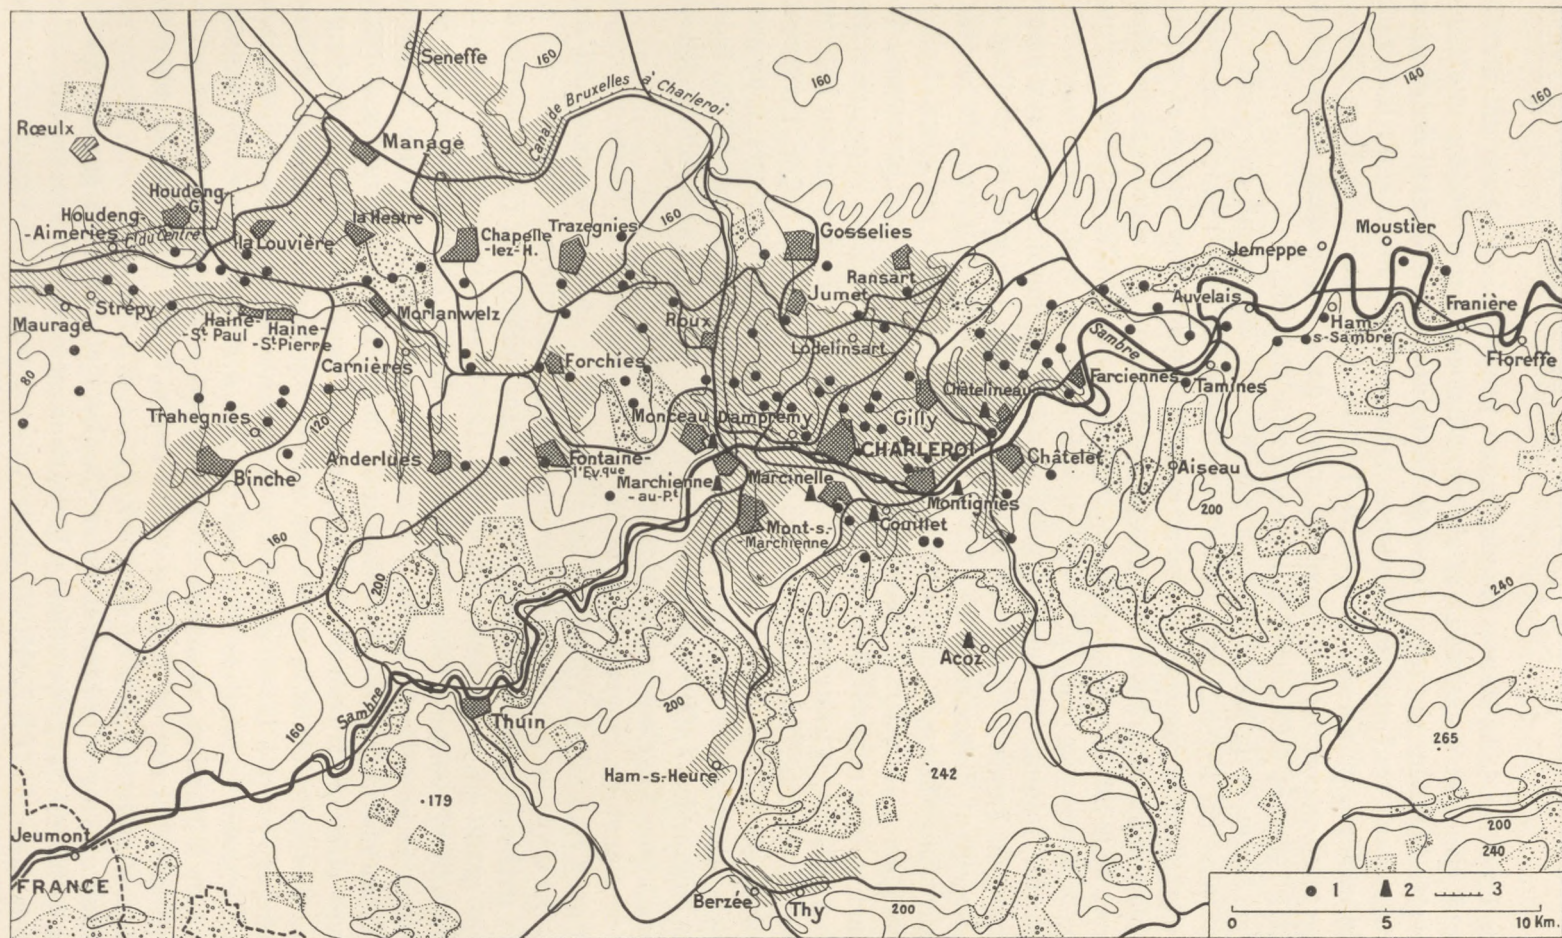 Seneffe
160
Canal de Bruxelles à Charleroi
160
140
160
Rœulx
Manage
Houdeng-
G.
Houdeng-
-Aimeries
Cl du Centre
la Louvière
la Hestre
Chapelle
-lez-H.
Trazegnies
160
Gosselies
Ransart
Jumet
Jemeppe
Moustier
Auvelais
Franière
Ham-
s-Sambre
Floreffe
Strépy
Maurage
Haine-
-St Paul
Haine-
-St Pierre
Morlanwelz
Carnières
Roux
Lodelinsart
Forchies
Sambre
Farciennes
Tamines
Châtelineau
80
Trahegnies
120
Monceau
Dampremy
Gilly
CHARLEROI
Châtelet
Aiseau
200
Binche
Anderlues
Fontaine-
-l'Evque
Marchienne
-au-Pt
Marcinelle
Montignies
Couillet
Mont-s-
Marchienne
160
200
240
Acoz
200
Sambre
160
Thuin
265
Ham-s-Heure
242
179
Jeumont
FRANCE
200
240
Berzée
Thy
200
1 2 3
0 5 10 Km.